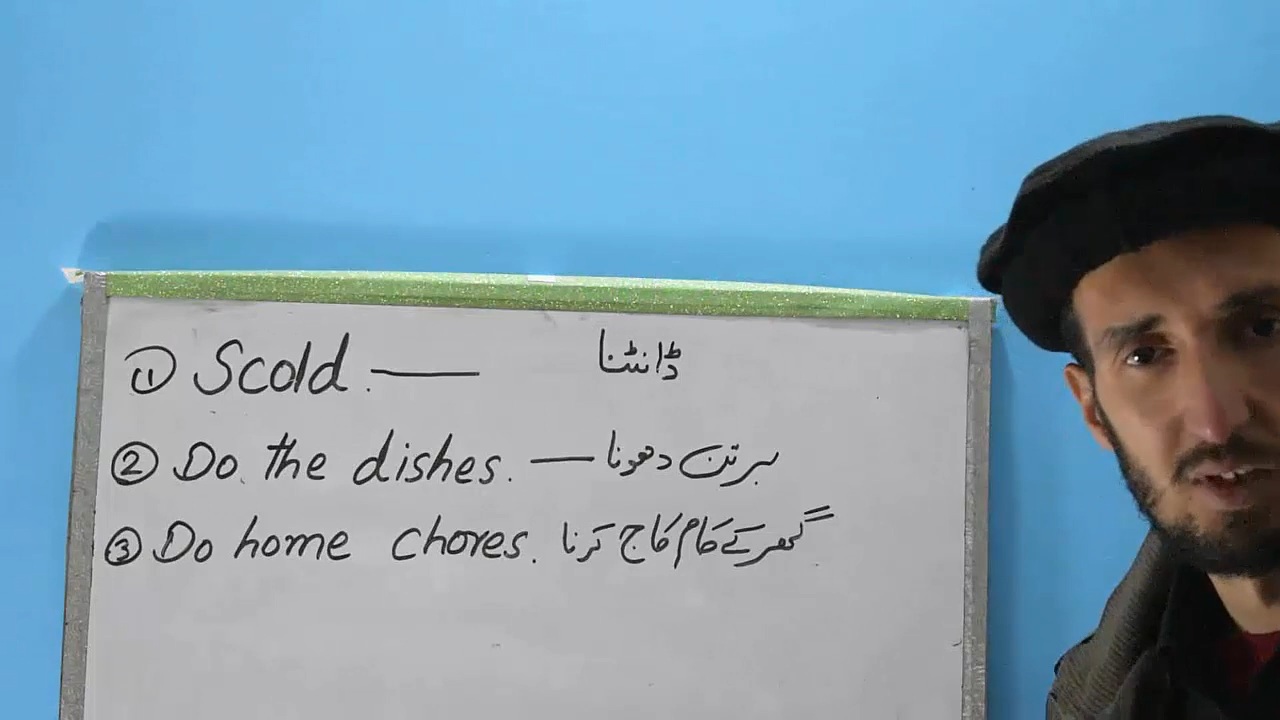 ① Scold. — ڈانٹنا
② Do the dishes. — برتن دھونا
③ Do home chores. گھر کے کام کاج کرنا